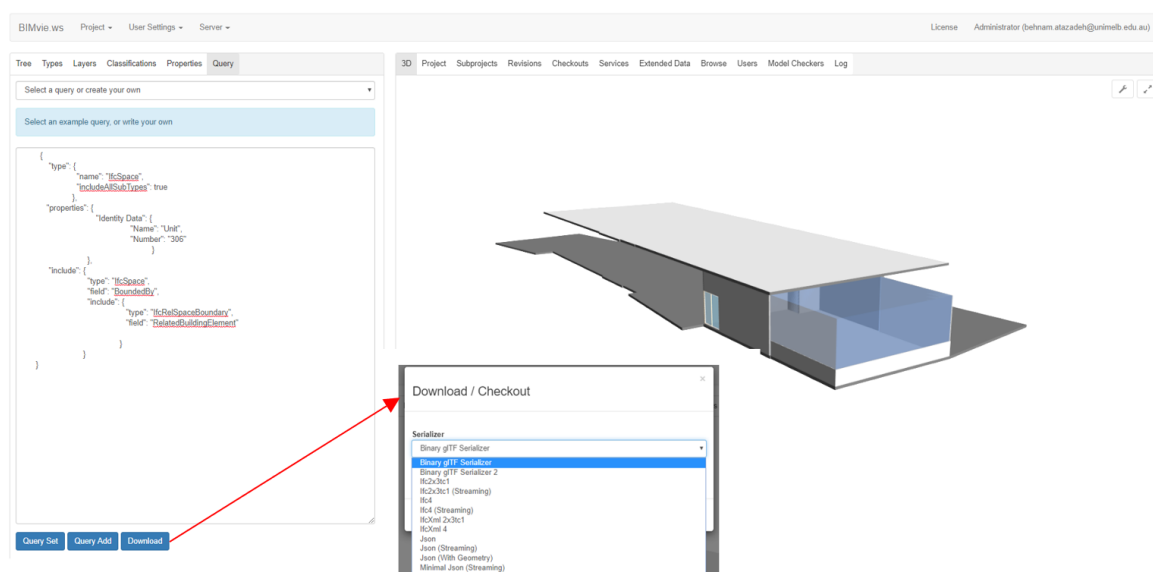 BIMvie.ws Project User Settings Server License Administrator (behnam.atazadeh@unimelb.edu.au)
Tree Types Layers Classifications Properties Query
3D Project Subprojects Revisions Checkouts Services Extended Data Browse Users Model Checkers Log
Select a query or create your own
Select an example query, or write your own
{
"type": {
"name": "IfcSpace",
"includeAllSubTypes": true
},
"properties": {
"Identity Data": {
"Name": "Unit",
"Number": "306"
}
},
"include": {
"type": "IfcSpace",
"field": "BoundedBy",
"include": {
"type": "IfcRelSpaceBoundary",
"field": "RelatedBuildingElement"
}
}
}
Query Set Query Add Download
Download / Checkout ×
Serializer
Binary glTF Serializer
Binary glTF Serializer
Binary glTF Serializer 2
Ifc2x3tc1
Ifc2x3tc1 (Streaming)
Ifc4
Ifc4 (Streaming)
IfcXml 2x3tc1
IfcXml 4
Json
Json (Streaming)
Json (With Geometry)
Minimal Json (Streaming)